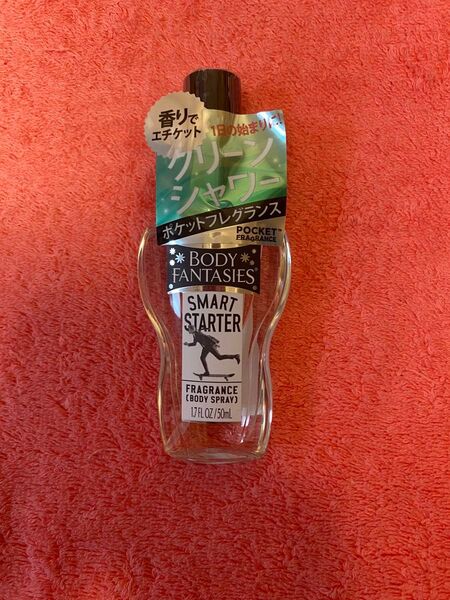 香りで
エチケット
1日の始まりに!
クリーン
シャワー
ポケットフレグランス
POCKET™
FRAGRANCE
BODY
FANTASIES®
SMART
STARTER
FRAGRANCE
(BODY SPRAY)
1.7 FL OZ/50mL